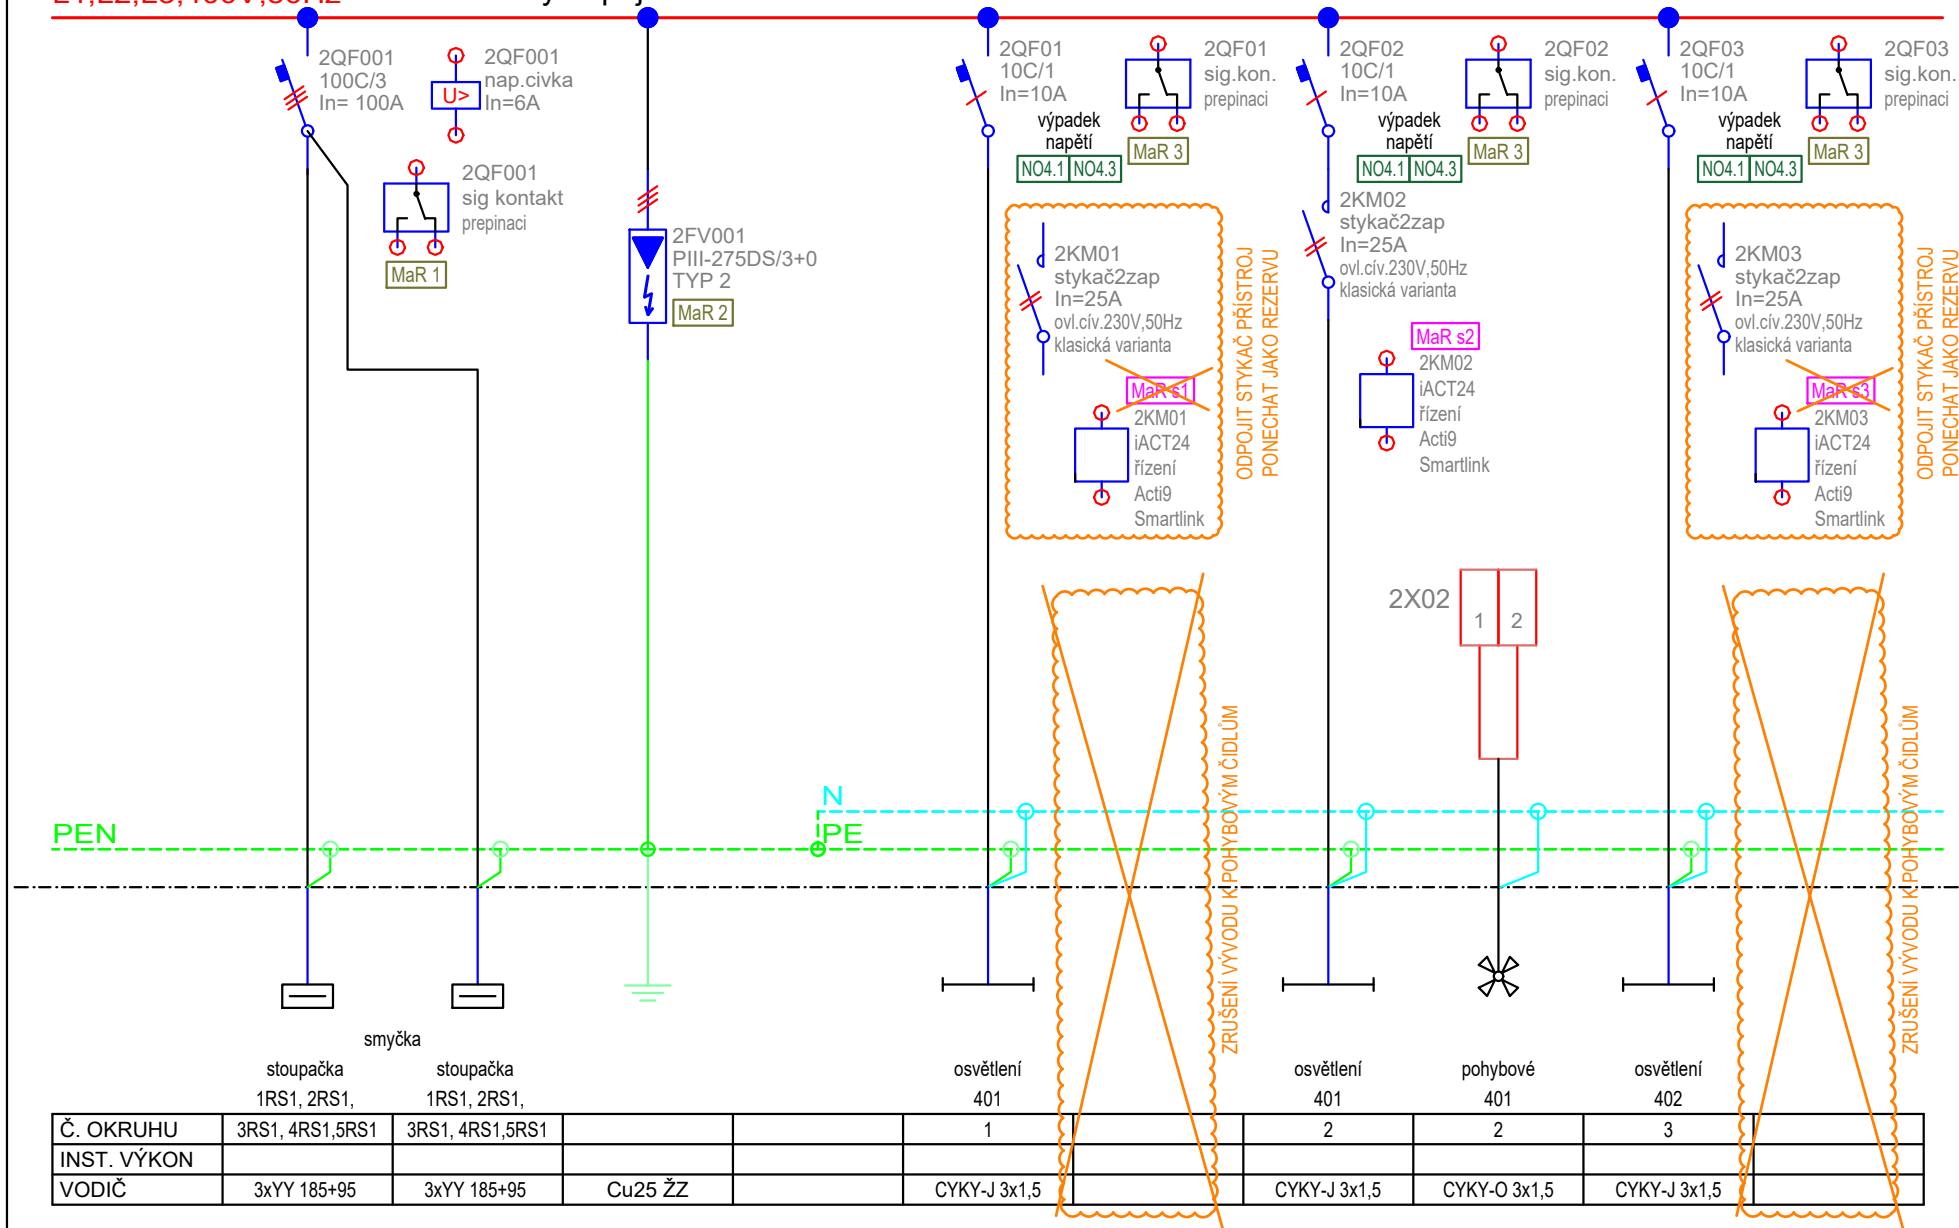 2QF001
100C/3
In= 100A
2QF001
nap.civka
In=6A
U>
2QF001
sig kontakt
prepinaci
MaR 1
2FV001
PIII-275DS/3+0
TYP 2
MaR 2
2QF01
10C/1
In=10A
výpadek
napětí
NO4.1 NO4.3
2QF01
sig.kon.
prepinaci
MaR 3
2KM01
stykač2zap
In=25A
ovl.cív.230V,50Hz
klasická varianta
MaR s1
2KM01
iACT24
řízení
Acti9
Smartlink
ODPOJIT STYKAČ PŘÍSTROJ
PONECHAT JAKO REZERVU
2QF02
10C/1
In=10A
výpadek
napětí
NO4.1 NO4.3
2QF02
sig.kon.
prepinaci
MaR 3
2KM02
stykač2zap
In=25A
ovl.cív.230V,50Hz
klasická varianta
MaR s2
2KM02
iACT24
řízení
Acti9
Smartlink
2QF03
10C/1
In=10A
výpadek
napětí
NO4.1 NO4.3
2QF03
sig.kon.
prepinaci
MaR 3
2KM03
stykač2zap
In=25A
ovl.cív.230V,50Hz
klasická varianta
MaR s3
2KM03
iACT24
řízení
Acti9
Smartlink
ODPOJIT STYKAČ PŘÍSTROJ
PONECHAT JAKO REZERVU
2X02
1 2
ZRUŠENÍ VÝVODU K POHYBOVÝM ČIDLŮM
ZRUŠENÍ VÝVODU K POHYBOVÝM ČIDLŮM
N
PEN
PE
smyčka
stoupačka stoupačka osvětlení osvětlení pohybové osvětlení
1RS1, 2RS1, 1RS1, 2RS1, 401 401 401 402
Č. OKRUHU 3RS1, 4RS1,5RS1 3RS1, 4RS1,5RS1 1 2 2 3
INST. VÝKON
VODIČ 3xYY 185+95 3xYY 185+95 Cu25 ŽZ CYKY-J 3x1,5 CYKY-J 3x1,5 CYKY-O 3x1,5 CYKY-J 3x1,5